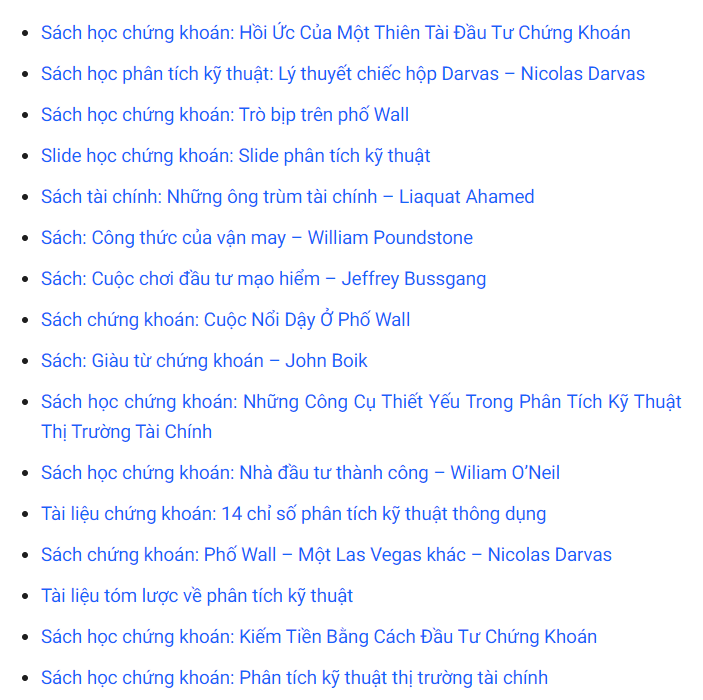 Sách học chứng khoán: Hồi Ức Của Một Thiên Tài Đầu Tư Chứng Khoán
Sách học phân tích kỹ thuật: Lý thuyết chiếc hộp Darvas – Nicolas Darvas
Sách học chứng khoán: Trò bịp trên phố Wall
Slide học chứng khoán: Slide phân tích kỹ thuật
Sách tài chính: Những ông trùm tài chính – Liaquat Ahamed
Sách: Công thức của vận may – William Poundstone
Sách: Cuộc chơi đầu tư mạo hiểm – Jeffrey Bussgang
Sách chứng khoán: Cuộc Nổi Dậy Ở Phố Wall
Sách: Giàu từ chứng khoán – John Boik
Sách học chứng khoán: Những Công Cụ Thiết Yếu Trong Phân Tích Kỹ Thuật
Thị Trường Tài Chính
Sách học chứng khoán: Nhà đầu tư thành công – Wiliam O’Neil
Tài liệu chứng khoán: 14 chỉ số phân tích kỹ thuật thông dụng
Sách chứng khoán: Phố Wall – Một Las Vegas khác – Nicolas Darvas
Tài liệu tóm lược về phân tích kỹ thuật
Sách học chứng khoán: Kiếm Tiền Bằng Cách Đầu Tư Chứng Khoán
Sách học chứng khoán: Phân tích kỹ thuật thị trường tài chính